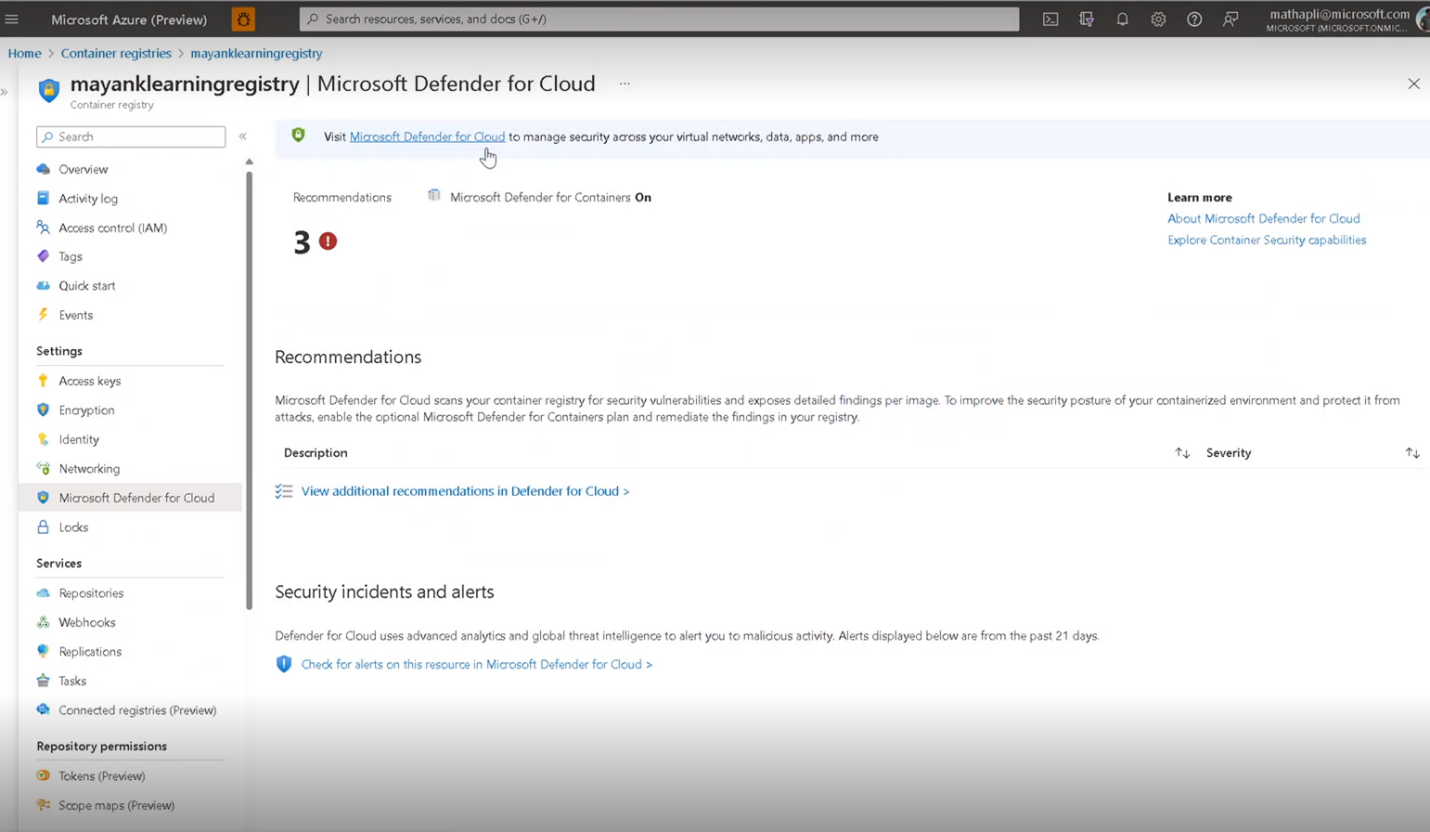 Microsoft Azure (Preview)
Search resources, services, and docs (G+/)
mathapli@microsoft.com
MICROSOFT (MICROSOFT.ONMIC...
Home > Container registries > mayanklearningregistry
mayanklearningregistry | Microsoft Defender for Cloud ...
Container registry
Search
Overview
Activity log
Access control (IAM)
Tags
Quick start
Events
Settings
Access keys
Encryption
Identity
Networking
Microsoft Defender for Cloud
Locks
Services
Repositories
Webhooks
Replications
Tasks
Connected registries (Preview)
Repository permissions
Tokens (Preview)
Scope maps (Preview)
Visit Microsoft Defender for Cloud to manage security across your virtual networks, data, apps, and more
Recommendations
3
Microsoft Defender for Containers On
Learn more
About Microsoft Defender for Cloud
Explore Container Security capabilities
Recommendations
Microsoft Defender for Cloud scans your container registry for security vulnerabilities and exposes detailed findings per image. To improve the security posture of your containerized environment and protect it from
attacks, enable the optional Microsoft Defender for Containers plan and remediate the findings in your registry.
Description
Severity
View additional recommendations in Defender for Cloud >
Security incidents and alerts
Defender for Cloud uses advanced analytics and global threat intelligence to alert you to malicious activity. Alerts displayed below are from the past 21 days.
Check for alerts on this resource in Microsoft Defender for Cloud >